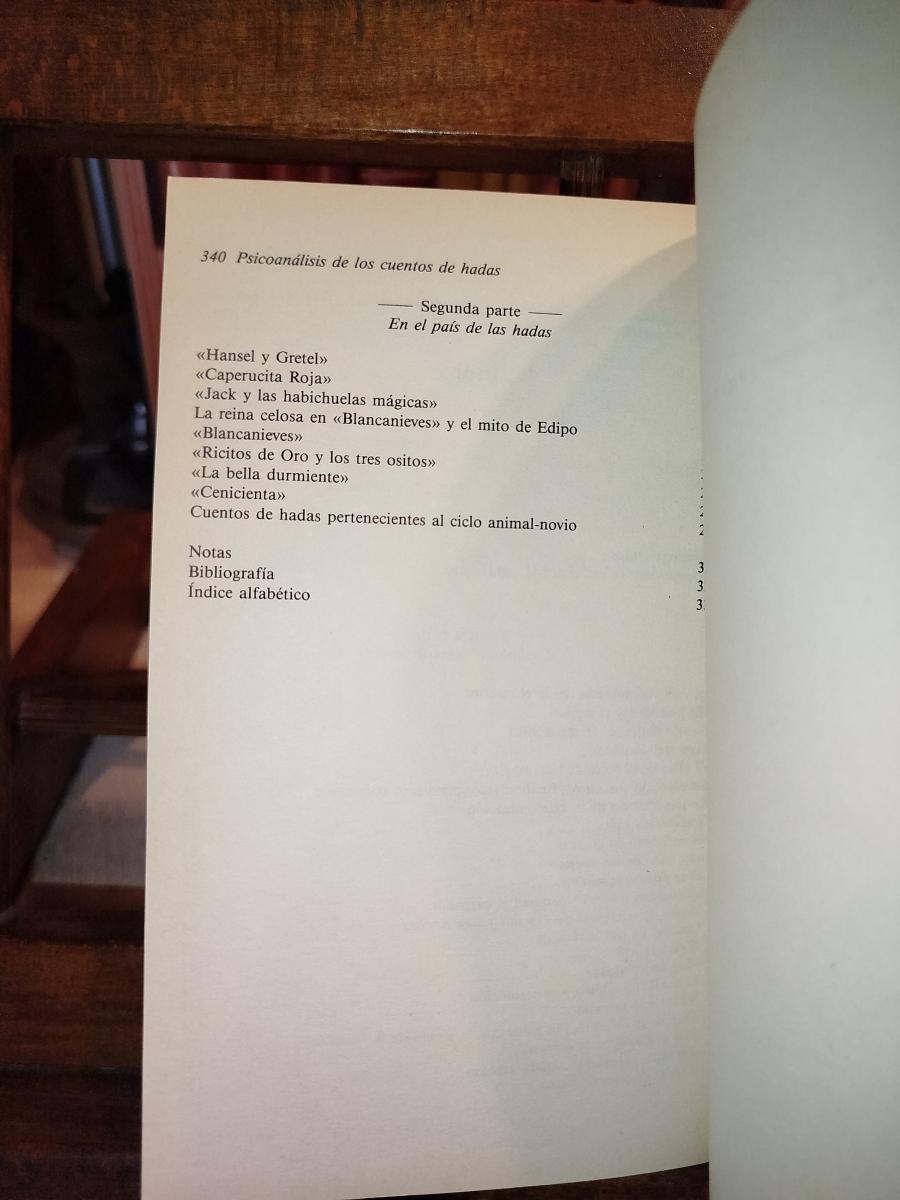 340 Psicoanálisis de los cuentos de hadas
Segunda parte
En el país de las hadas
«Hansel y Gretel»
«Caperucita Roja»
«Jack y las habichuelas mágicas»
La reina celosa en «Blancanieves» y el mito de Edipo
«Blancanieves»
«Ricitos de Oro y los tres ositos»
«La bella durmiente»
«Cenicienta»
Cuentos de hadas pertenecientes al ciclo animal-novio
Notas
Bibliografía
Índice alfabético